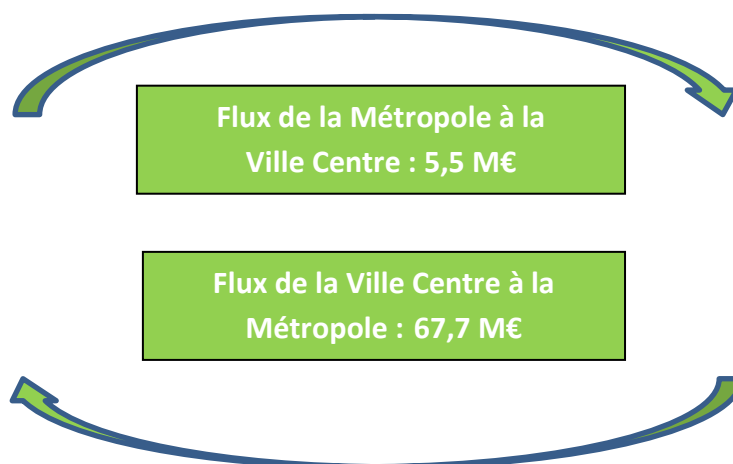 Flux de la Métropole à la
Ville Centre : 5,5 M€
Flux de la Ville Centre à la
Métropole : 67,7 M€